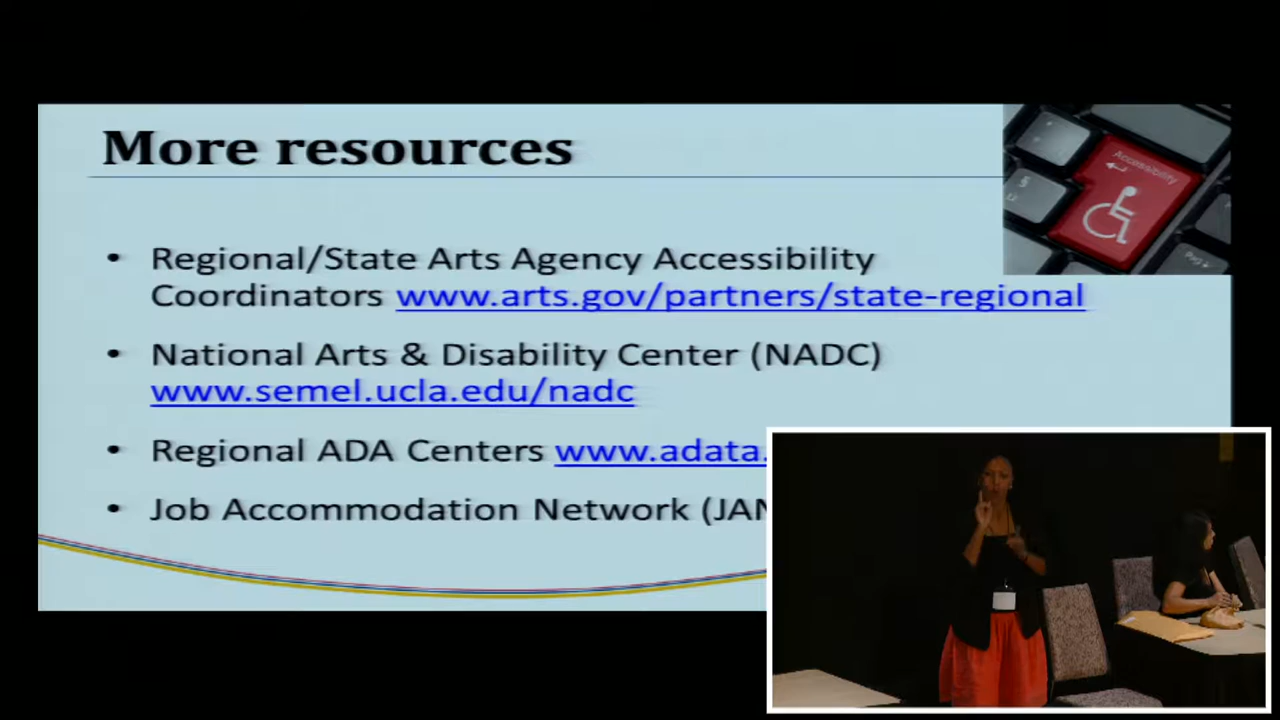 More resources
Accessibility
• Regional/State Arts Agency Accessibility
Coordinators www.arts.gov/partners/state-regional
• National Arts & Disability Center (NADC)
www.semel.ucla.edu/nadc
• Regional ADA Centers www.adata.
• Job Accommodation Network (JAN